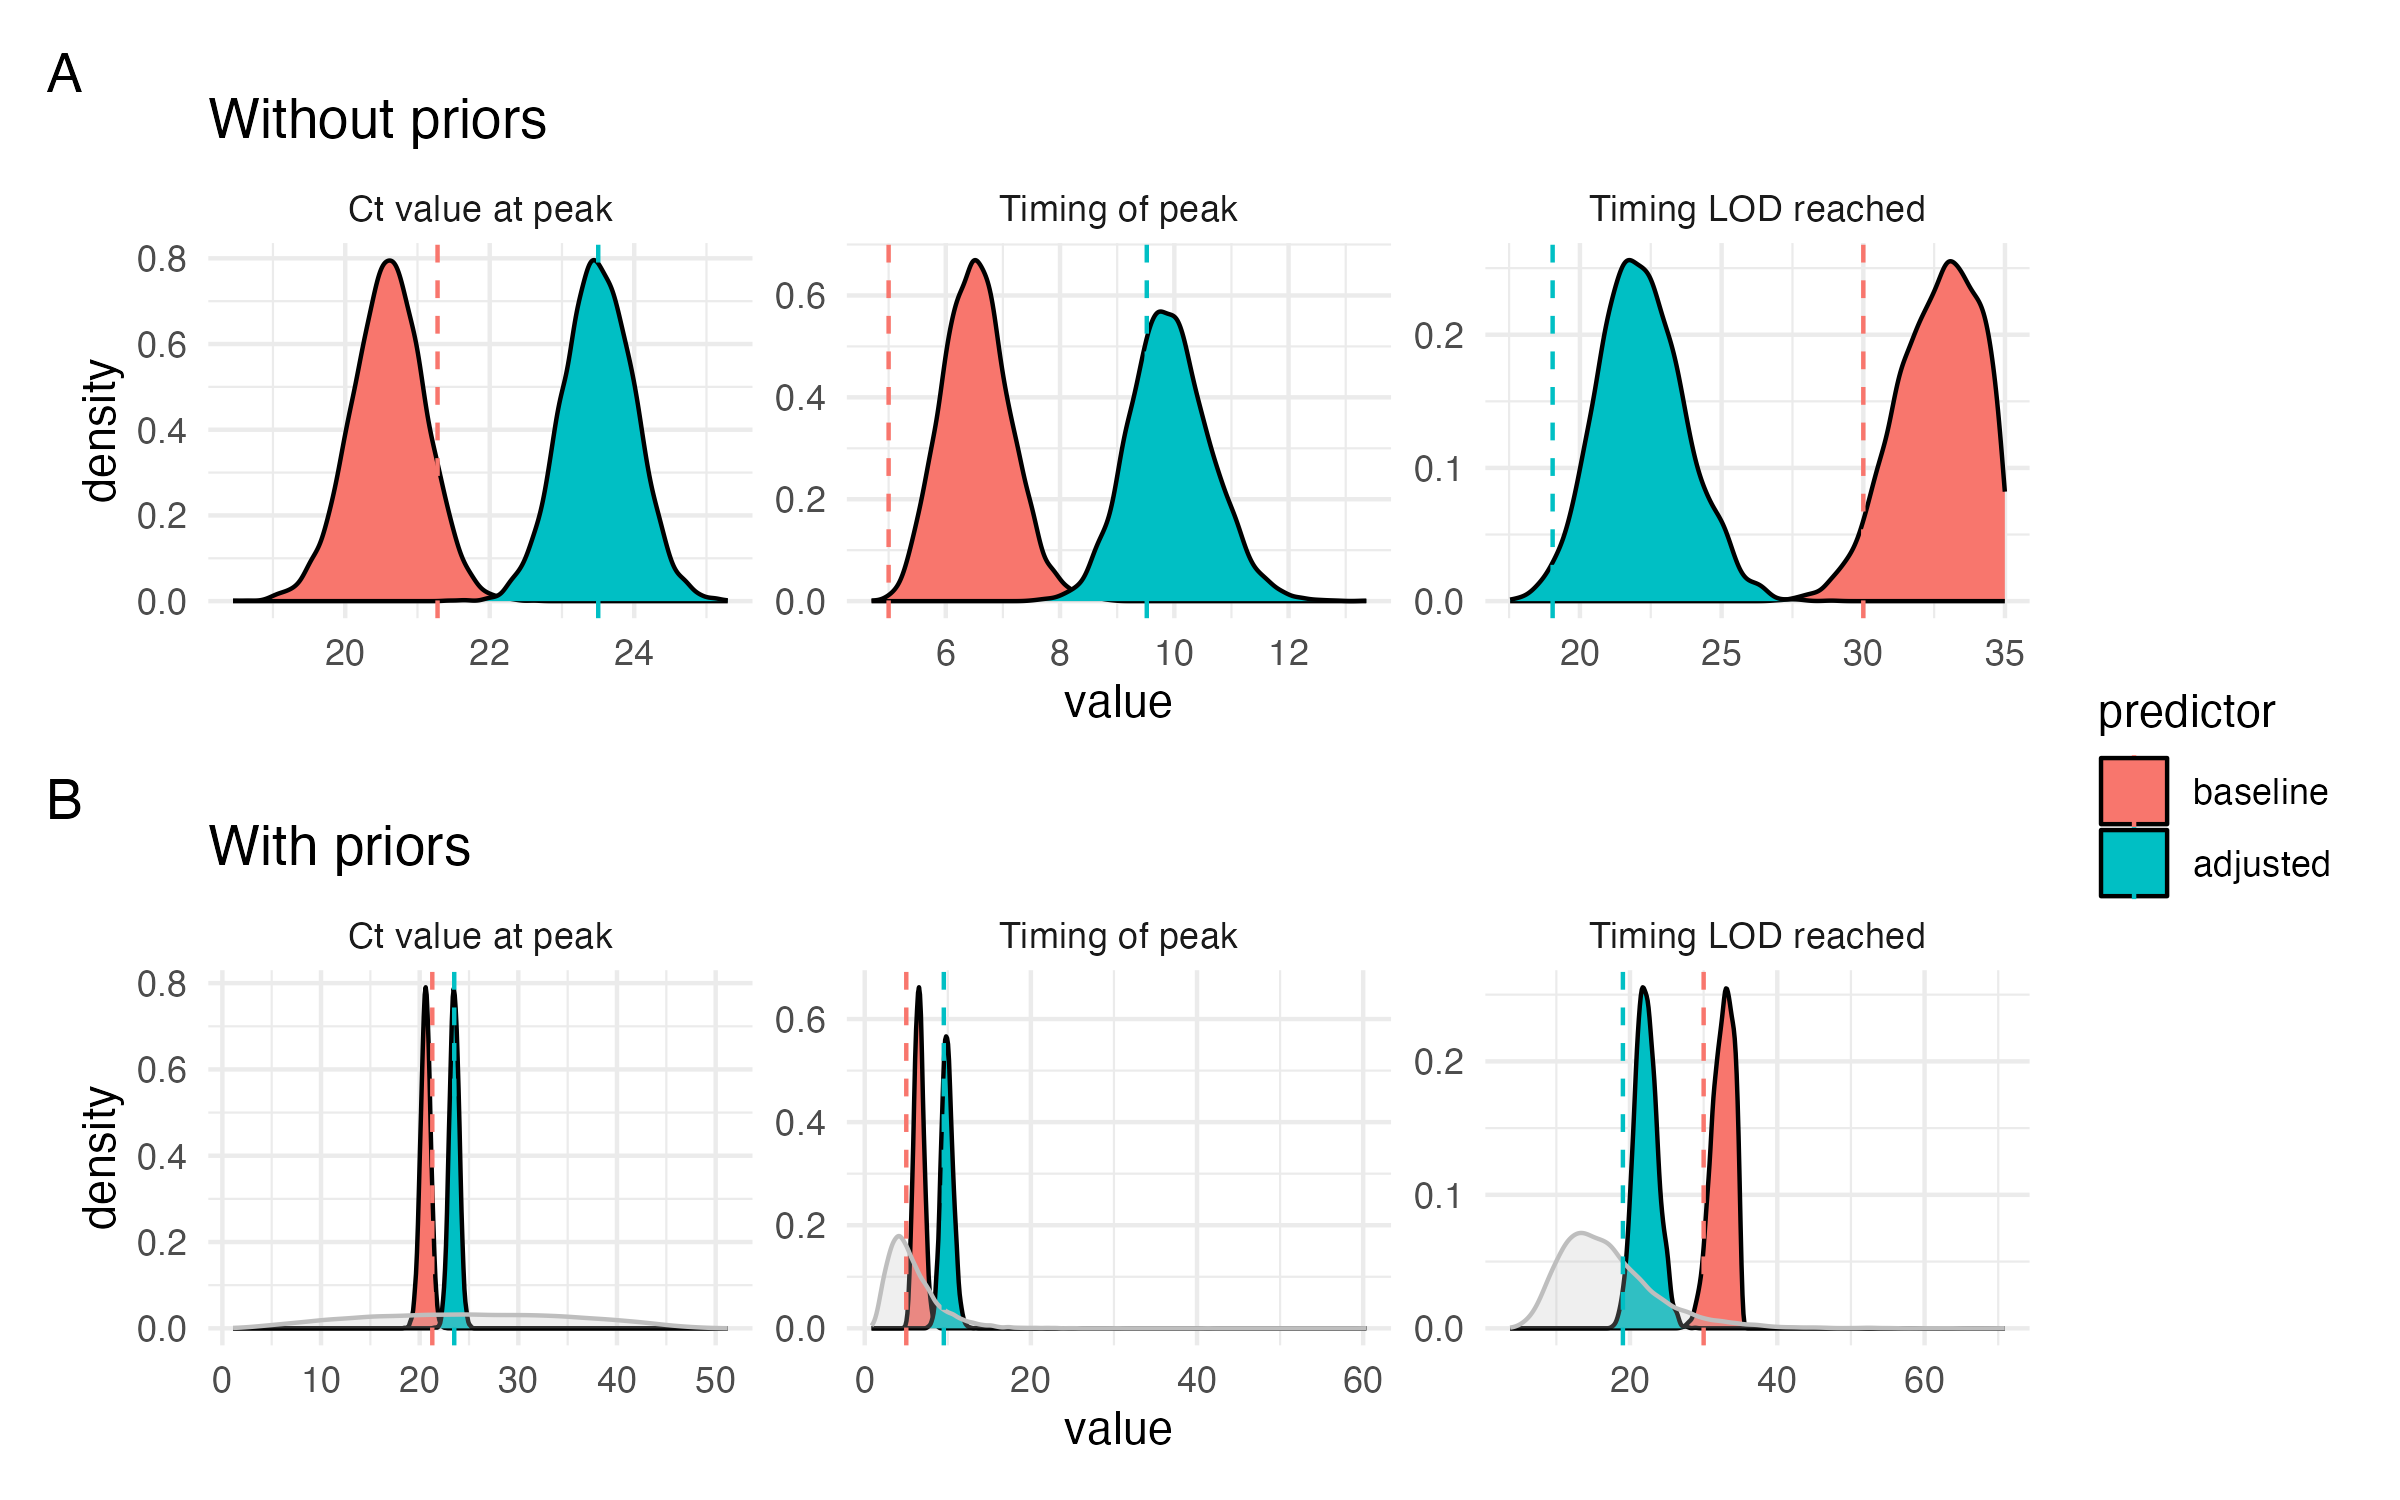 A
Without priors
Ct value at peak
Timing of peak
Timing LOD reached
density
0.8
0.6
0.4
0.2
0.0
20 22 24
0.6
0.4
0.2
0.0
6 8 10 12
0.2
0.1
0.0
20 25 30 35
value
predictor
baseline
adjusted
B
With priors
Ct value at peak
Timing of peak
Timing LOD reached
density
0.8
0.6
0.4
0.2
0.0
0 10 20 30 40 50
0.6
0.4
0.2
0.0
0 20 40 60
0.2
0.1
0.0
20 40 60
value